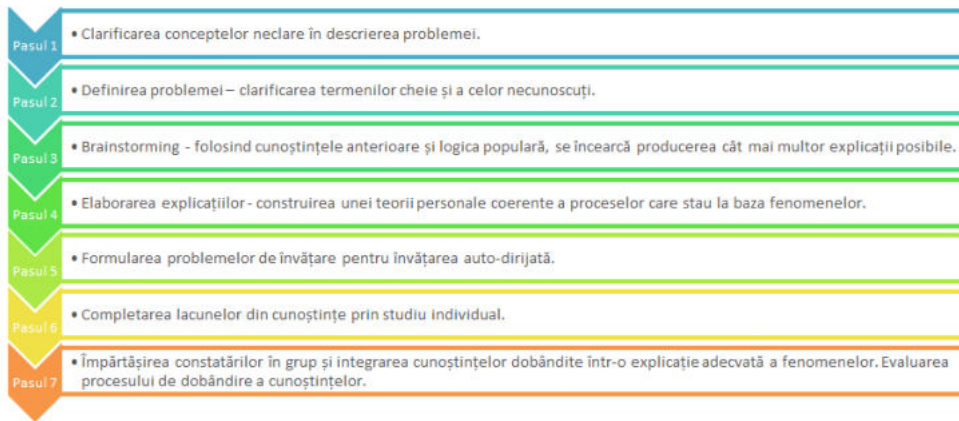 Pasul 1
• Clarificarea conceptelor neclare în descrierea problemei.
Pasul 2
• Definirea problemei – clarificarea termenilor cheie și a celor necunoscuți.
Pasul 3
• Brainstorming - folosind cunoștințele anterioare și logica populară, se încearcă producerea cât mai multor explicații posibile.
Pasul 4
• Elaborarea explicațiilor - construirea unei teorii personale coerente a proceselor care stau la baza fenomenelor.
Pasul 5
• Formularea problemelor de învățare pentru învățarea auto-dirijată.
Pasul 6
• Completarea lacunelor din cunoștințe prin studiu individual.
Pasul 7
• Împărtășirea constatărilor în grup și integrarea cunoștințelor dobândite într-o explicație adecvată a fenomenelor. Evaluarea
procesului de dobândire a cunoștințelor.